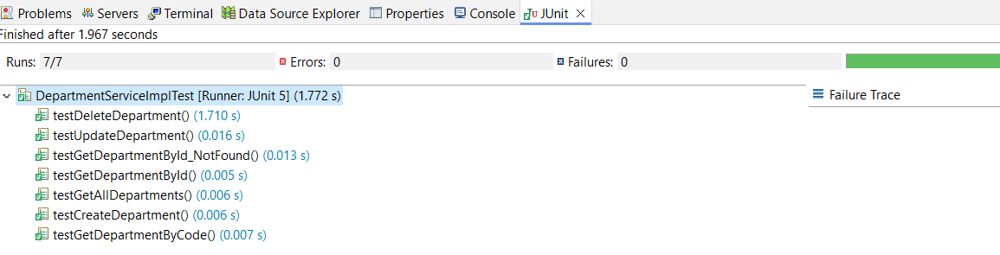 Problems Servers Terminal Data Source Explorer Properties Console JUnit
Finished after 1.967 seconds
Runs: 7/7 Errors: 0 Failures: 0
DepartmentServiceImplTest [Runner: JUnit 5] (1.772 s)
Failure Trace
testDeleteDepartment() (1.710 s)
testUpdateDepartment() (0.016 s)
testGetDepartmentById_NotFound() (0.013 s)
testGetDepartmentById() (0.005 s)
testGetAllDepartments() (0.006 s)
testCreateDepartment() (0.006 s)
testGetDepartmentByCode() (0.007 s)